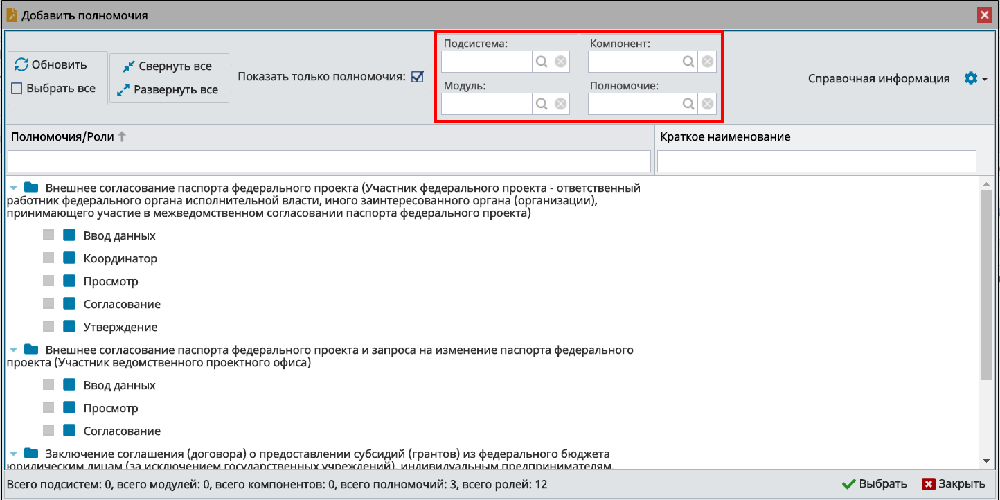 Добавить полномочия
Обновить
Выбрать все
Свернуть все
Развернуть все
Показать только полномочия:
Подсистема:
Компонент:
Модуль:
Полномочие:
Справочная информация
Полномочия/Роли
Краткое наименование
Внешнее согласование паспорта федерального проекта (Участник федерального проекта - ответственный
работник федерального органа исполнительной власти, иного заинтересованного органа (организации),
принимающего участие в межведомственном согласовании паспорта федерального проекта)
Ввод данных
Координатор
Просмотр
Согласование
Утверждение
Внешнее согласование паспорта федерального проекта и запроса на изменение паспорта федерального
проекта (Участник ведомственного проектного офиса)
Ввод данных
Просмотр
Согласование
Заключение соглашения (договора) о предоставлении субсидий (грантов) из федерального бюджета
юридическим лицам (за исключением государственных учреждений), индивидуальным предпринимателям,
Всего подсистем: 0, всего модулей: 0, всего компонентов: 0, всего полномочий: 3, всего ролей: 12
Выбрать
Закрыть